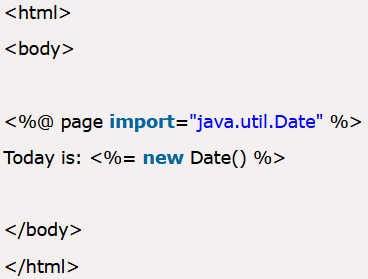 <html>
<body>
<%@ page import="java.util.Date" %>
Today is: <%= new Date() %>
</body>
</html>